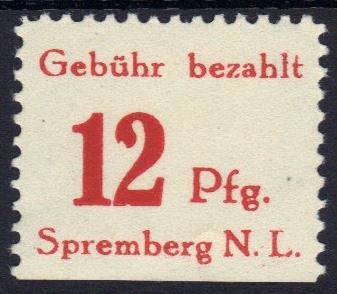 Gebühr bezahlt
12 Pfg.
Spremberg N. L.